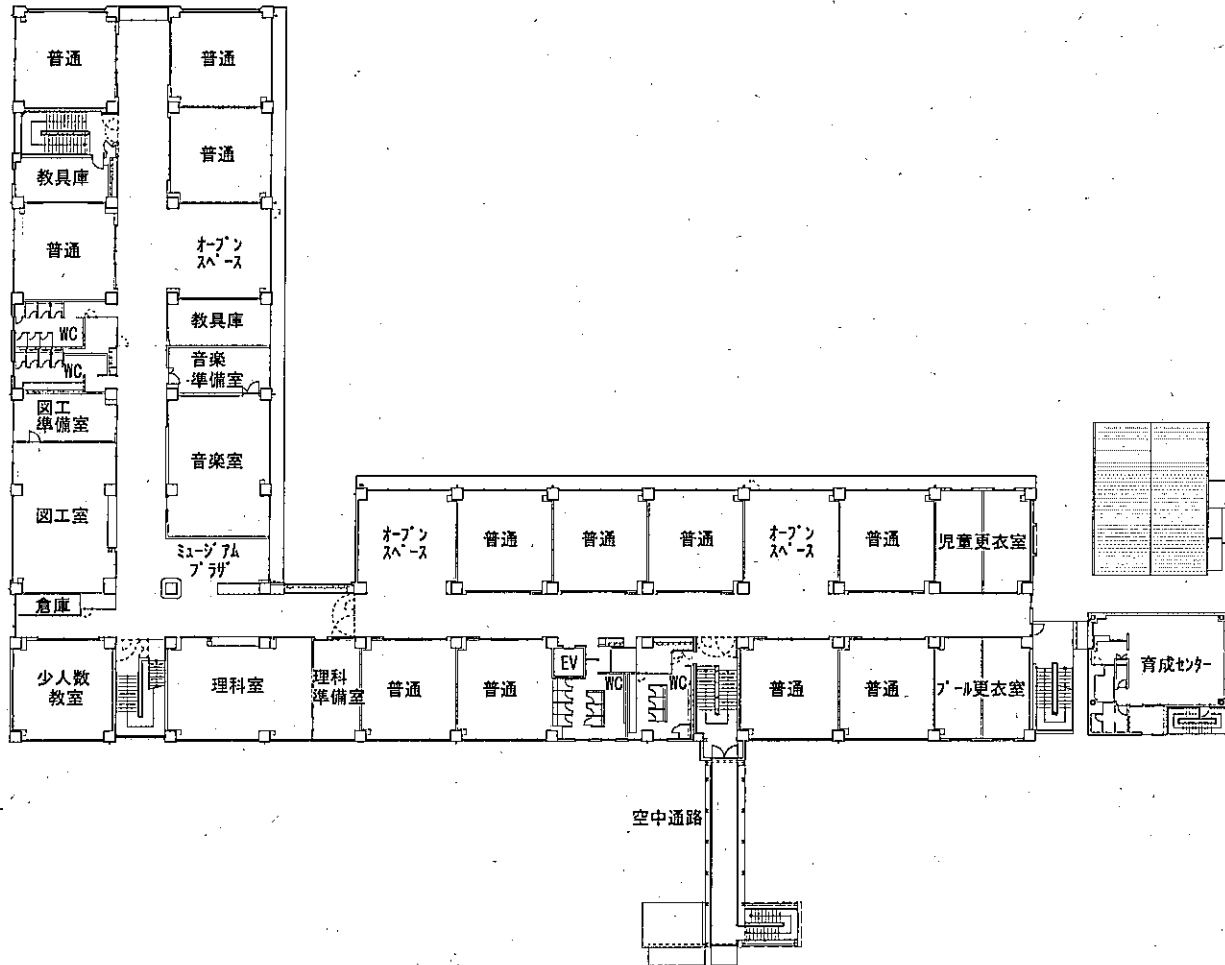 普通
普通
普通
教具庫
普通
オープン
スペース
教具庫
WC
音楽
準備室
WC
図工
準備室
音楽室
図工室
ミュージアム
プラザ
オープン
スペース
普通
普通
普通
オープン
スペース
普通
児童更衣室
倉庫
少人数
教室
理科室
理科
準備室
普通
普通
EV
WC
WC
普通
普通
プール更衣室
育成センター
空中通路